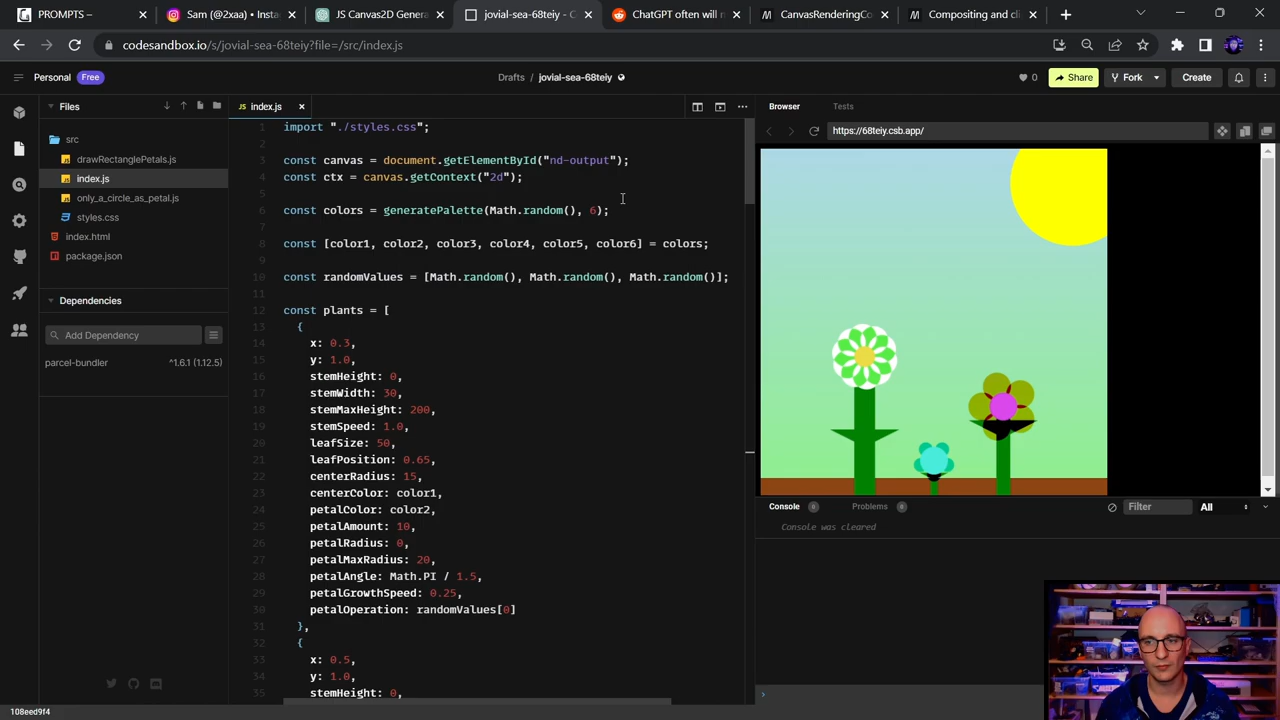 PROMPTS –
Sam (@2xaa) • Insta
JS Canvas2D Genera
jovial-sea-68teiy - C
ChatGPT often will n
CanvasRenderingCo
Compositing and cli
codesandbox.io/s/jovial-sea-68teiy?file=/src/index.js
Personal Free
Drafts / jovial-sea-68teiy
0 Share Fork Create
Files
src
drawRectanglePetals.js
index.js
only_a_circle_as_petal.js
styles.css
index.html
package.json
Dependencies
Add Dependency
parcel-bundler ^1.6.1 (1.12.5)
JS index.js
1 import "./styles.css";
2
3 const canvas = document.getElementById("nd-output");
4 const ctx = canvas.getContext("2d");
5
6 const colors = generatePalette(Math.random(), 6);
7
8 const [color1, color2, color3, color4, color5, color6] = colors;
9
10 const randomValues = [Math.random(), Math.random(), Math.random()];
11
12 const plants = [
13 {
14 x: 0.3,
15 y: 1.0,
16 stemHeight: 0,
17 stemWidth: 30,
18 stemMaxHeight: 200,
19 stemSpeed: 1.0,
20 leafSize: 50,
21 leafPosition: 0.65,
22 centerRadius: 15,
23 centerColor: color1,
24 petalColor: color2,
25 petalAmount: 10,
26 petalRadius: 0,
27 petalMaxRadius: 20,
28 petalAngle: Math.PI / 1.5,
29 petalGrowthSpeed: 0.25,
30 petalOperation: randomValues[0]
31 },
32 {
33 x: 0.5,
34 y: 1.0,
35 stemHeight: 0,
Browser Tests
https://68teiy.csb.app/
Console 0 Problems 0 Filter All
Console was cleared
108eed9f4